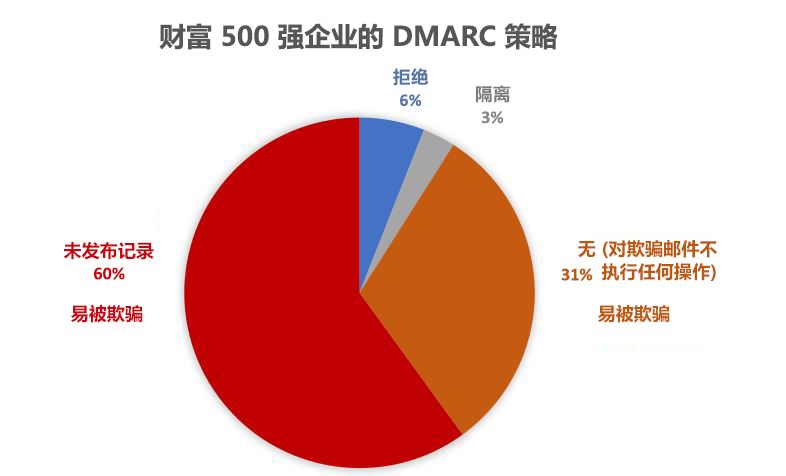 财富 500 强企业的 DMARC 策略
拒绝
6%
隔离
3%
未发布记录
60%
易被欺骗
无 (对欺骗邮件不
31% 执行任何操作)
易被欺骗